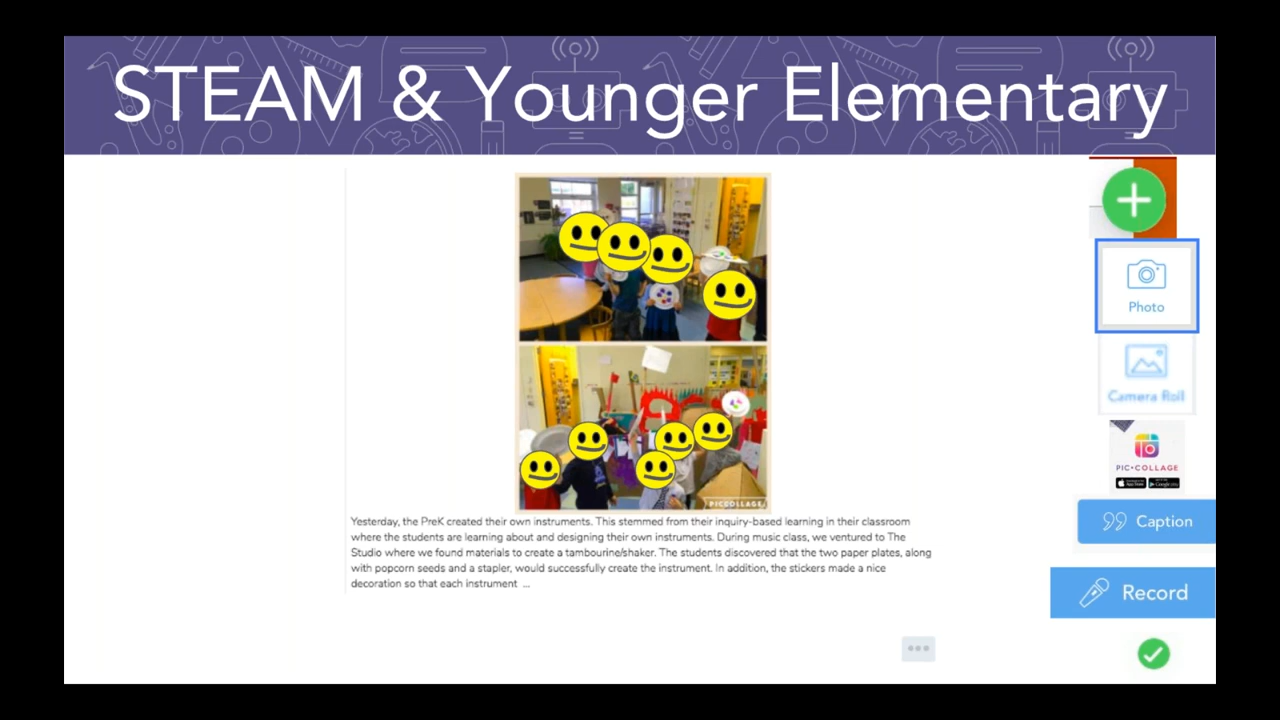 STEAM & Younger Elementary
Photo
Camera Roll
PIC•COLLAGE
PICCOLLAGE
Caption
Yesterday, the PreK created their own instruments. This stemmed from their inquiry-based learning in their classroom
where the students are learning about and designing their own instruments. During music class, we ventured to The
Studio where we found materials to create a tambourine/shaker. The students discovered that the two paper plates, along
with popcorn seeds and a stapler, would successfully create the instrument. In addition, the stickers made a nice
decoration so that each instrument ...
Record